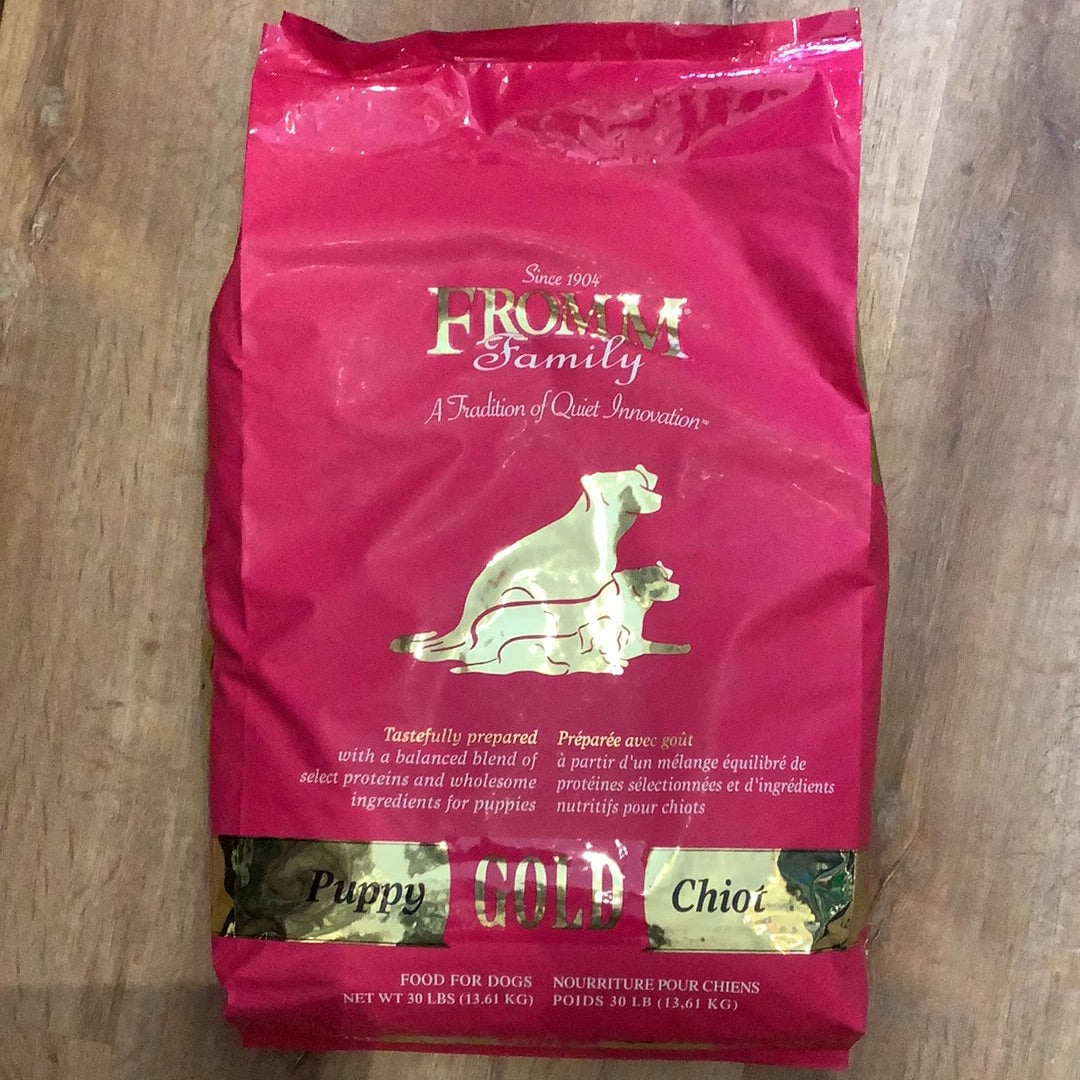 Since 1904
FROMM®
Family
A Tradition of Quiet Innovation™
Tastefully prepared
with a balanced blend of
select proteins and wholesome
ingredients for puppies
Préparée avec goût
à partir d'un mélange équilibré de
protéines sélectionnées et d'ingrédients
nutritifs pour chiots
Puppy GOLD Chiot
FOOD FOR DOGS
NET WT 30 LBS (13.61 KG)
NOURRITURE POUR CHIENS
POIDS 30 LB (13,61 KG)